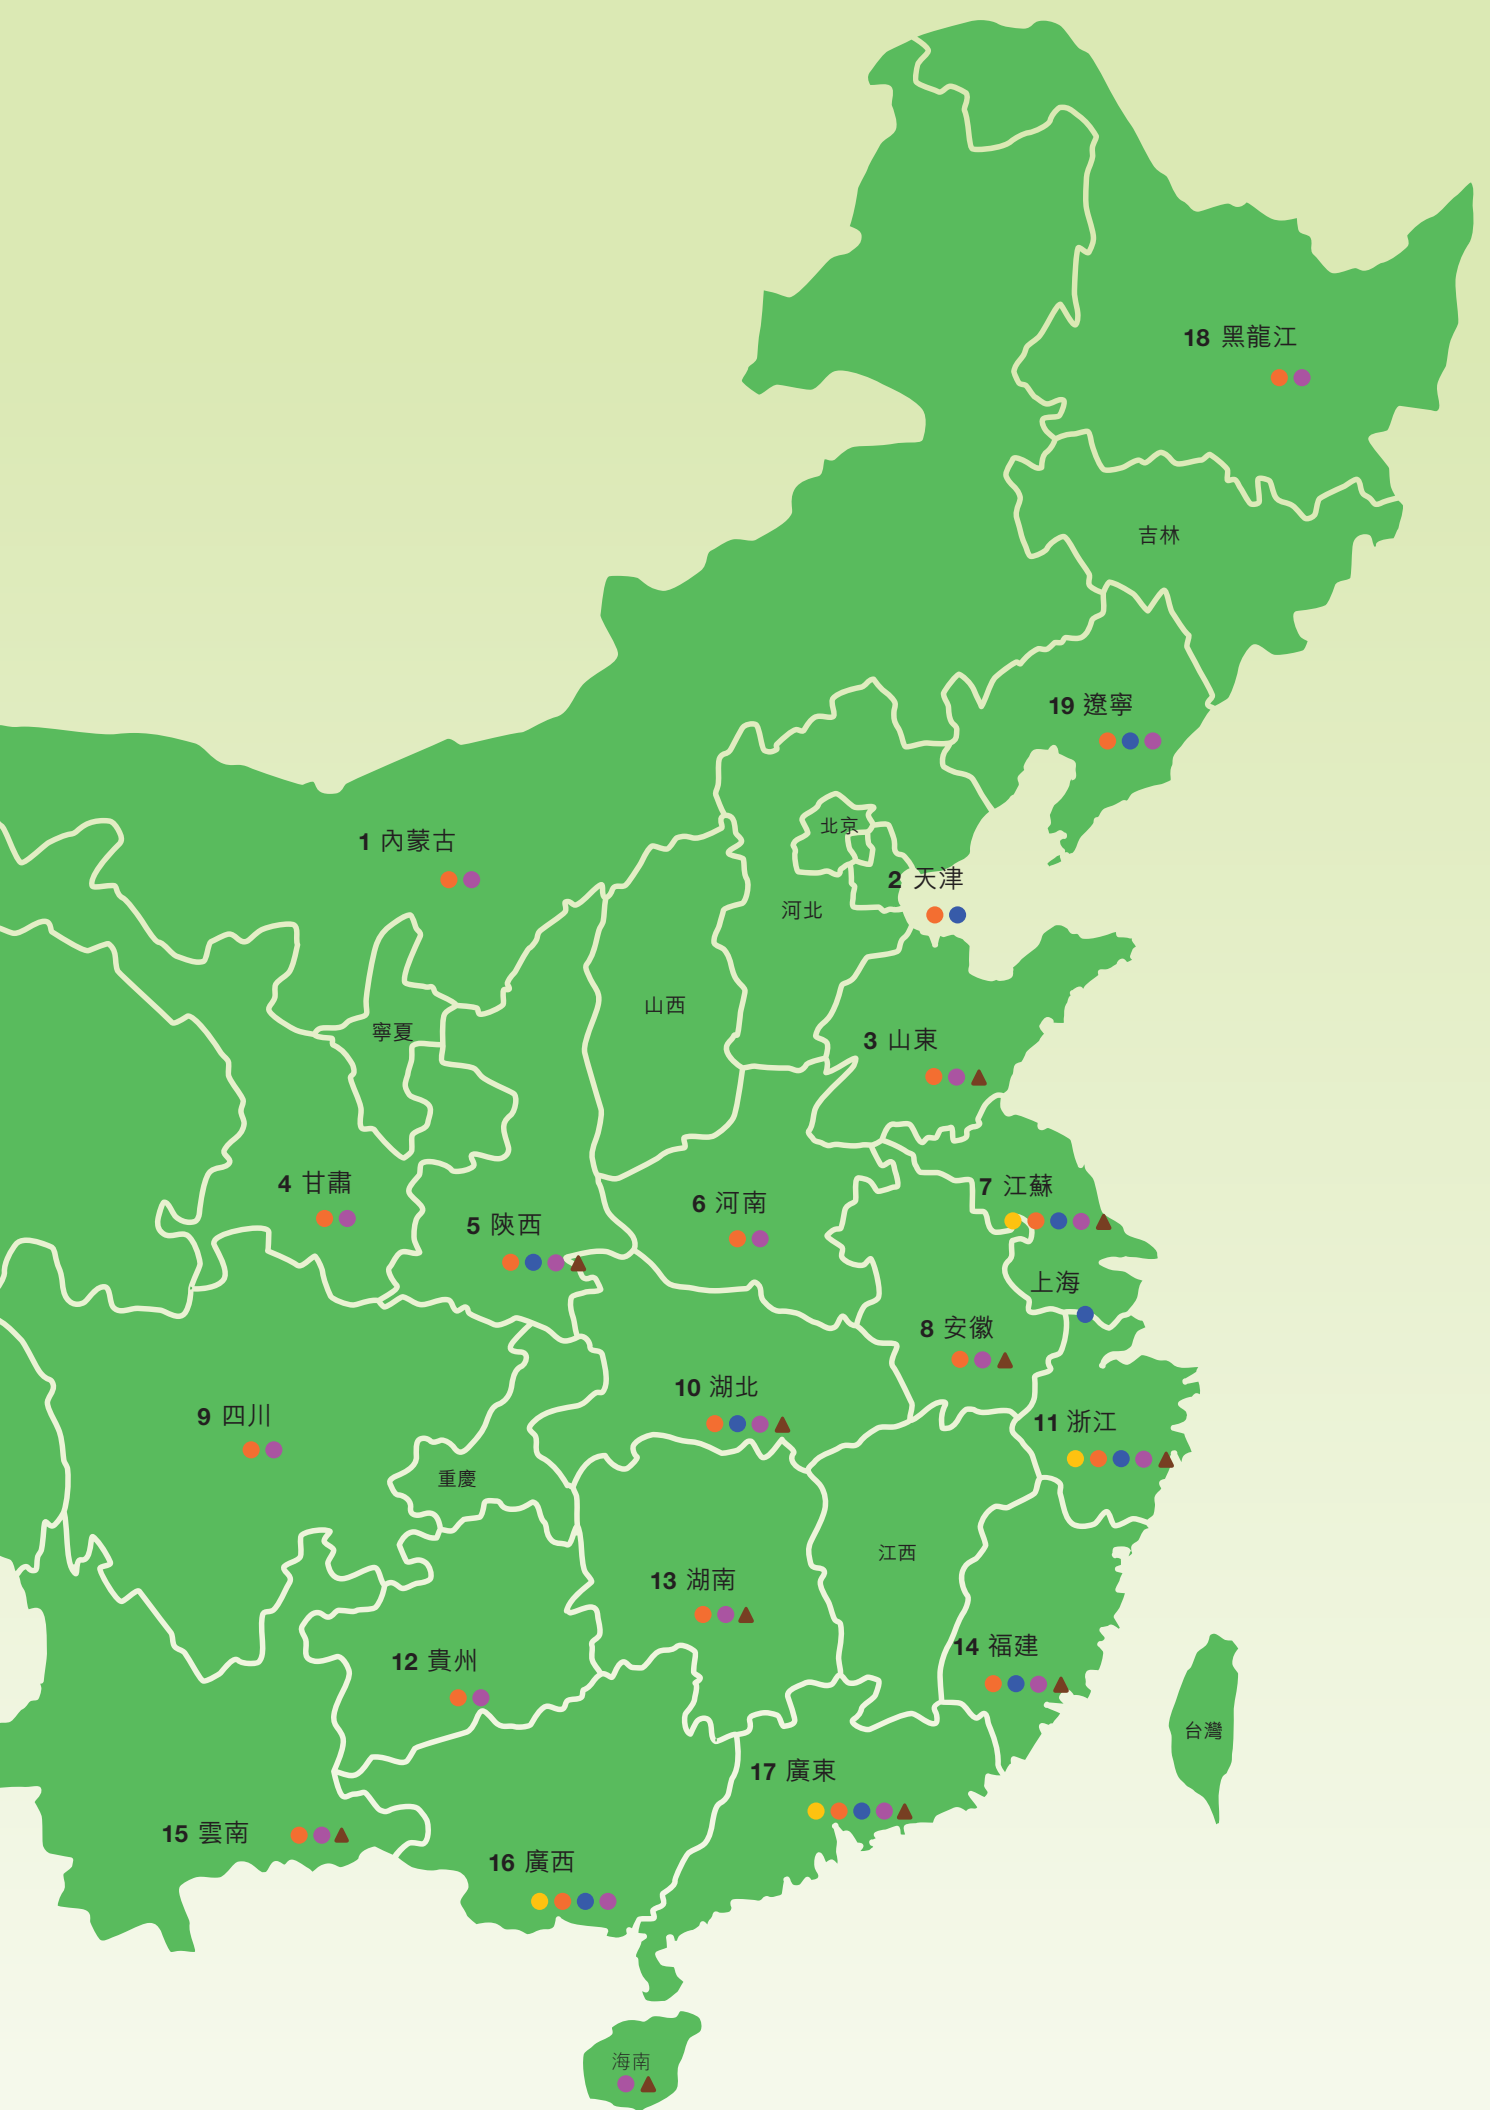 18 黑龍江
吉林
19 遼寧
1 內蒙古
北京
2 天津
河北
山西
寧夏
3 山東
4 甘肅
7 江蘇
6 河南
5 陝西
上海
8 安徽
10 湖北
9 四川
11 浙江
重慶
江西
13 湖南
14 福建
12 貴州
台灣
17 廣東
15 雲南
16 廣西
海南